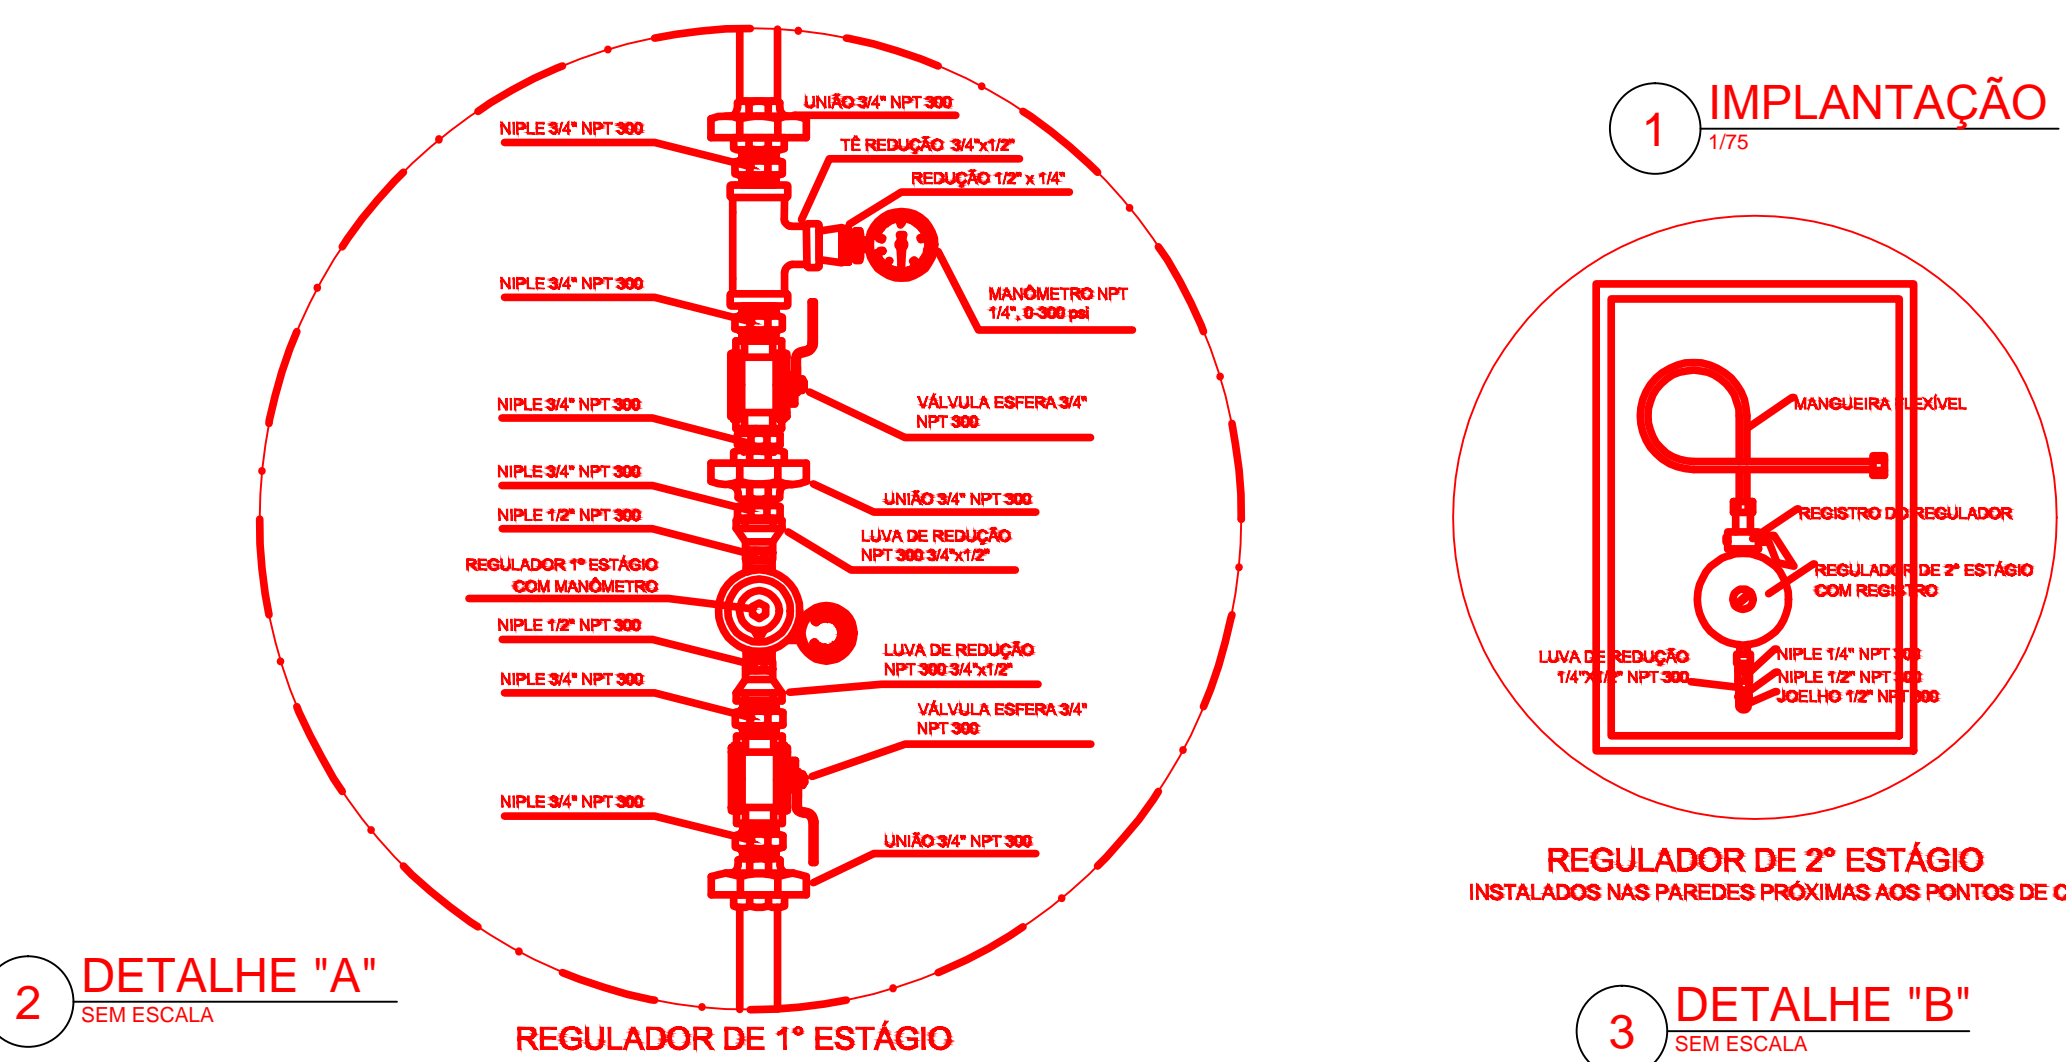 UNIÃO 3/4" NPT 300
NIPLE 3/4" NPT 300
TÊ REDUÇÃO 3/4"x1/2"
REDUÇÃO 1/2" x 1/4"
NIPLE 3/4" NPT 300
MANÔMETRO NPT
1/4", 0-300 psi
NIPLE 3/4" NPT 300
VÁLVULA ESFERA 3/4"
NPT 300
NIPLE 3/4" NPT 300
UNIÃO 3/4" NPT 300
NIPLE 1/2" NPT 300
LUVA DE REDUÇÃO
NPT 300 3/4"x1/2"
REGULADOR 1º ESTÁGIO
COM MANÔMETRO
NIPLE 1/2" NPT 300
LUVA DE REDUÇÃO
NPT 300 3/4"x1/2"
NIPLE 3/4" NPT 300
VÁLVULA ESFERA 3/4"
NPT 300
NIPLE 3/4" NPT 300
UNIÃO 3/4" NPT 300
REGULADOR DE 1º ESTÁGIO
2
DETALHE "A"
SEM ESCALA
1
IMPLANTAÇÃO
1/75
MANGUEIRA FLEXÍVEL
REGISTRO DO REGULADOR
REGULADOR DE 2º ESTÁGIO
COM REGISTRO
LUVA DE REDUÇÃO
1/4"X1/2" NPT 300
NIPLE 1/4" NPT 300
NIPLE 1/2" NPT 300
JOELHO 1/2" NPT 300
REGULADOR DE 2º ESTÁGIO
INSTALADOS NAS PAREDES PRÓXIMAS AOS PONTOS DE
3
DETALHE "B"
SEM ESCALA